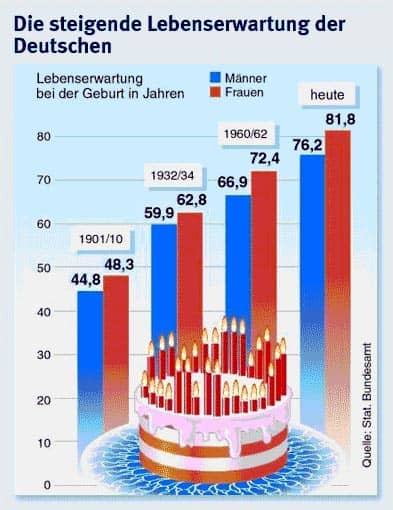 Die steigende Lebenserwartung der
Deutschen
Lebenserwartung
bei der Geburt in Jahren
Männer
Frauen
heute
1960/62
1932/34
1901/10
81,8
76,2
72,4
66,9
62,8
59,9
48,3
44,8
80
70
60
50
40
30
20
10
0
Quelle: Stat. Bundesamt